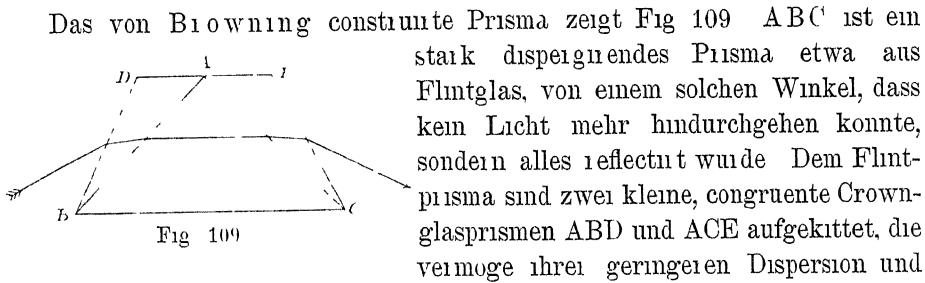 Das von Browning construirte Prisma zeigt Fig 109 ABC ist ein
stark dispergirendes Prisma etwa aus
Flintglas, von einem solchen Winkel, dass
kein Licht mehr hindurchgehen konnte,
sondern alles reflectirt wurde Dem Flint-
prisma sind zwei kleine, congruente Crown-
glasprismen ABD und ACE aufgekittet, die
vermoge ihrer geringeren Dispersion und
D
B
C
Fig 109